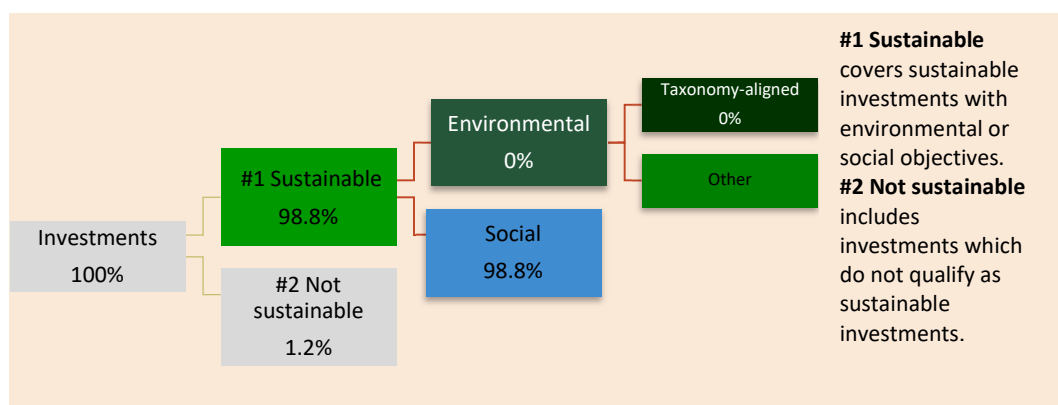 Investments
100%
#1 Sustainable
98.8%
#2 Not
sustainable
1.2%
Environmental
0%
Social
98.8%
Taxonomy-aligned
0%
Other
#1 Sustainable
covers sustainable
investments with
environmental or
social objectives.
#2 Not sustainable
includes
investments which
do not qualify as
sustainable
investments.